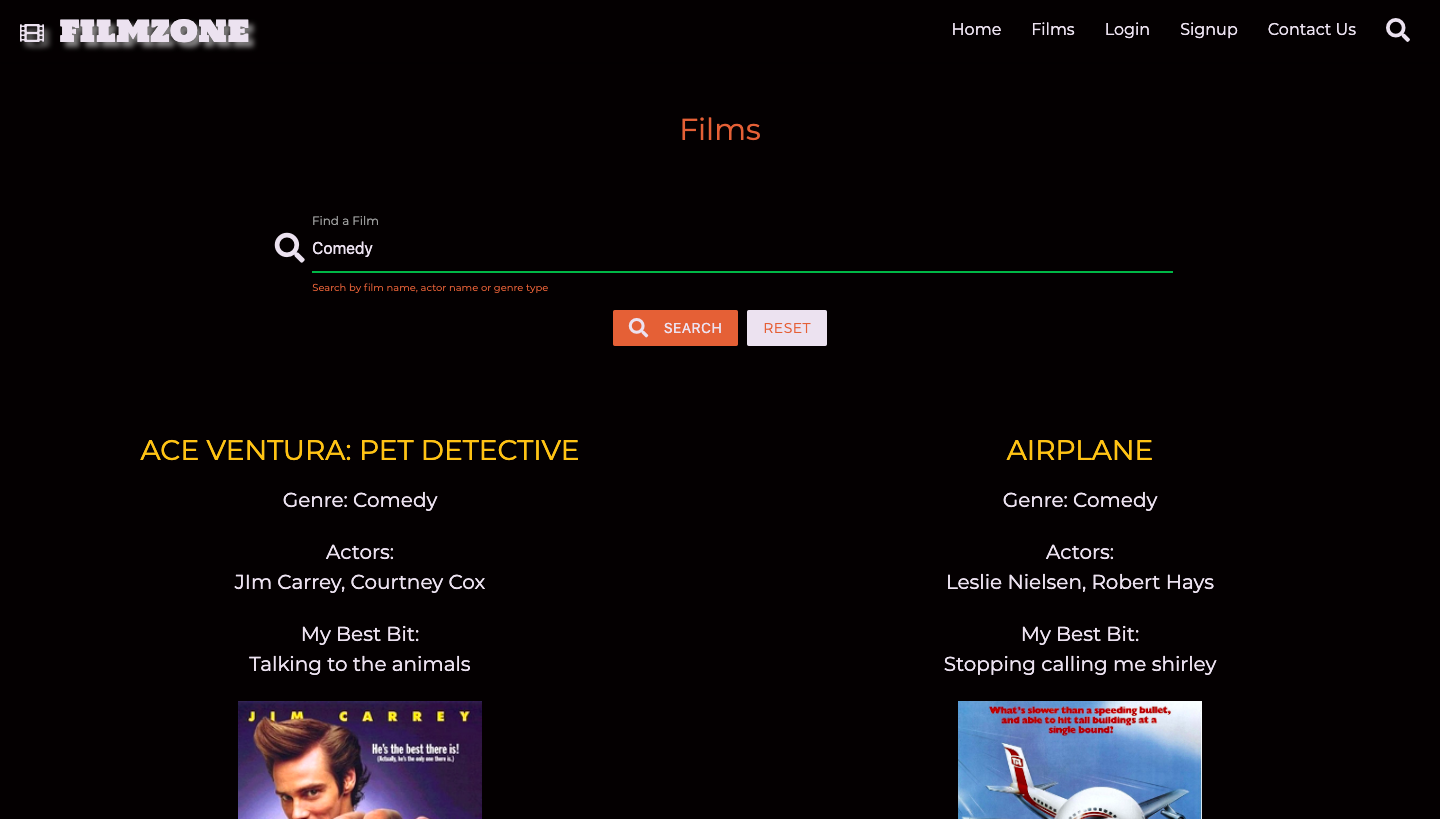 FILMZONE
Home Films Login Signup Contact Us
Films
Find a Film
Comedy
Search by film name, actor name or genre type
SEARCH RESET
ACE VENTURA: PET DETECTIVE
Genre: Comedy
Actors:
JIm Carrey, Courtney Cox
My Best Bit:
Talking to the animals
JIM CARREY
He's the best there is!
(Actually, he's the only one there is.)
AIRPLANE
Genre: Comedy
Actors:
Leslie Nielsen, Robert Hays
My Best Bit:
Stopping calling me shirley
What's slower than a speeding bullet,
and able to hit tall buildings at a
single bound?